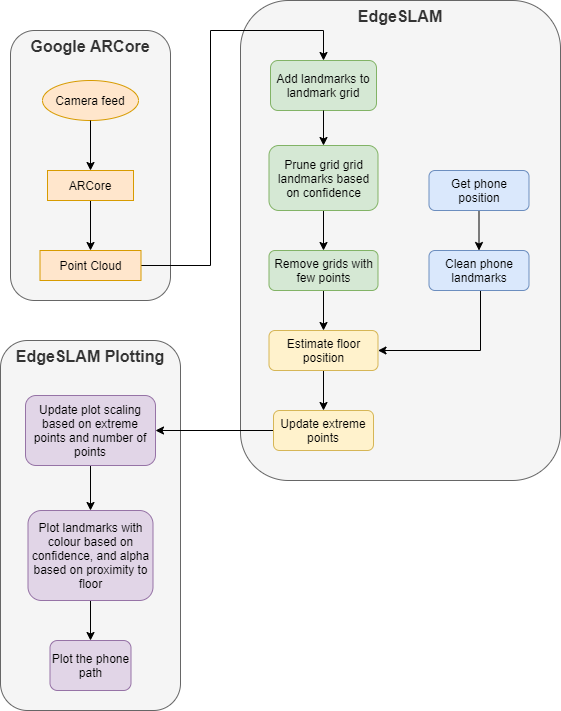 Google ARCore
Camera feed
ARCore
Point Cloud
EdgeSLAM
Add landmarks to
landmark grid
Prune grid grid
landmarks based
on confidence
Remove grids with
few points
Get phone
position
Clean phone
landmarks
Estimate floor
position
Update extreme
points
EdgeSLAM Plotting
Update plot scaling
based on extreme
points and number of
points
Plot landmarks with
colour based on
confidence, and alpha
based on proximity to
floor
Plot the phone
path